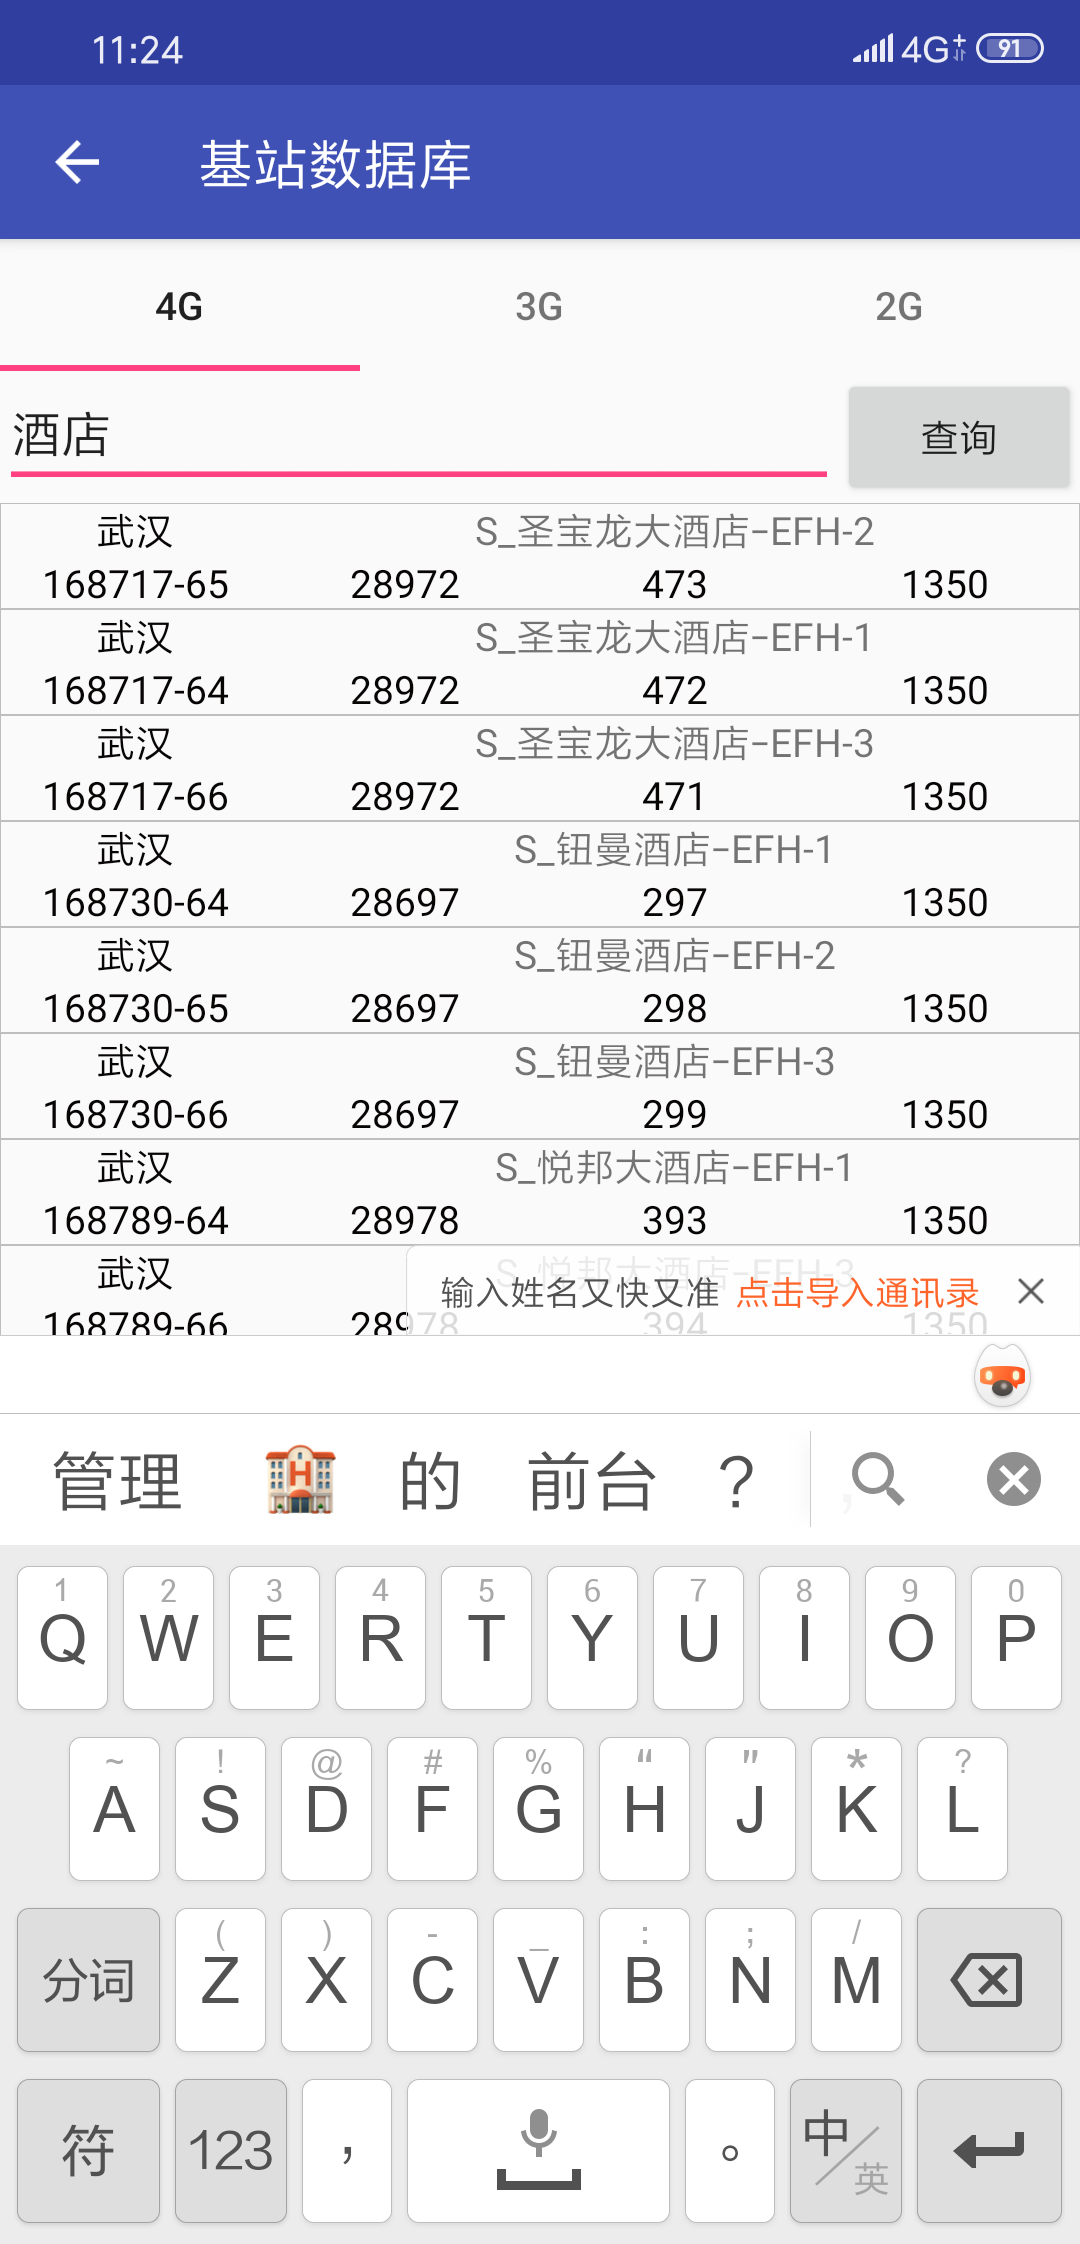 11:24 4G+ 91
基站数据库
4G 3G 2G
酒店 查询
武汉 S_圣宝龙大酒店-EFH-2
168717-65 28972 473 1350
武汉 S_圣宝龙大酒店-EFH-1
168717-64 28972 472 1350
武汉 S_圣宝龙大酒店-EFH-3
168717-66 28972 471 1350
武汉 S_钮曼酒店-EFH-1
168730-64 28697 297 1350
武汉 S_钮曼酒店-EFH-2
168730-65 28697 298 1350
武汉 S_钮曼酒店-EFH-3
168730-66 28697 299 1350
武汉 S_悦邦大酒店-EFH-1
168789-64 28978 393 1350
武汉 S_悦邦大酒店-EFH-3
168789-66 28978 394 1350
输入姓名又快又准 点击导入通讯录
管理 🏨 的 前台 ?
1 2 3 4 5 6 7 8 9 0
Q W E R T Y U I O P
~ ! @ # % “ " * ?
A S D F G H J K L
( ) - _ : ; /
分词 Z X C V B N M
符 123 , 。 中/英